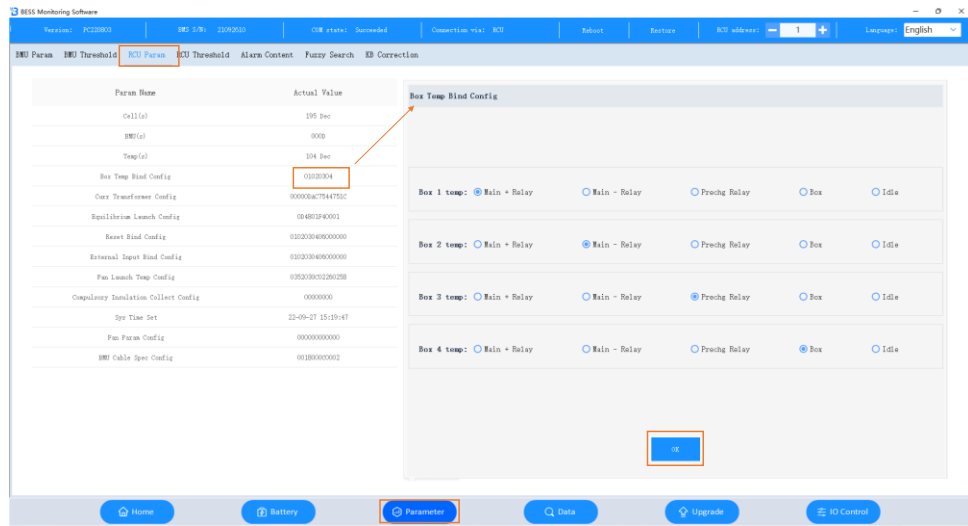 BESS Monitoring Software
Version: PC220803 BMS S/N: 21092610 COM state: Succeeded Connection via: RCU Reboot Restore RCU address: 1 Language: English
BMU Param BMU Threshold RCU Param RCU Threshold Alarm Content Fuzzy Search KB Correction
Param Name Actual Value
Box Temp Bind Config
Cell(s) 195 Dec
BMU(s) 000D
Temp(s) 104 Dec
Box Temp Bind Config 01020304
Curr Transformer Config
Equilibrium Launch Config 0D4801F40001
Reset Bind Config
External Input Bind Config
Fan Launch Temp Config
Compulsory Insulation Collect Config 00000000
Sys Time Set 22-09-27 15:19:47
Fan Param Config 000000000000
BMU Cable Spec Config
Box 1 temp: Main + Relay Main - Relay Prechg Relay Box Idle
Box 2 temp: Main + Relay Main - Relay Prechg Relay Box Idle
Box 3 temp: Main + Relay Main - Relay Prechg Relay Box Idle
Box 4 temp: Main + Relay Main - Relay Prechg Relay Box Idle
OK
Home Battery Parameter Data Upgrade IO Control